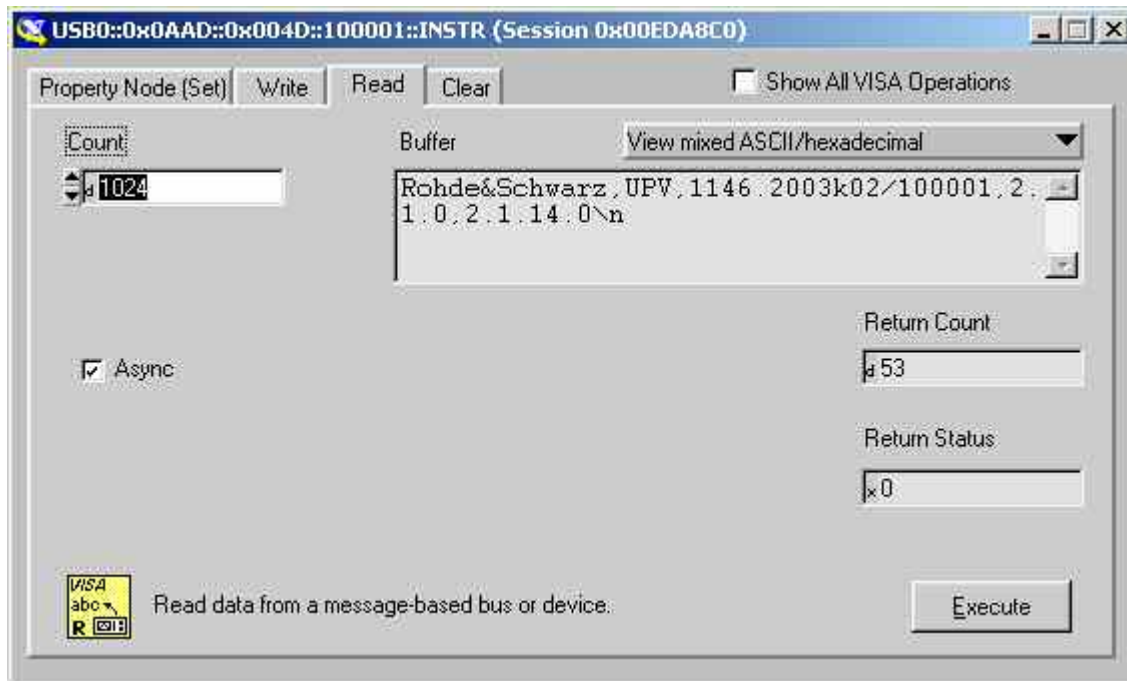 USB0::0x0AAD::0x004D::100001::INSTR (Session 0x00EDA8C0)
Property Node (Set) Write Read Clear
Show All VISA Operations
Count
Buffer
View mixed ASCII/hexadecimal
d 1024
Rohde&Schwarz,UPV,1146.2003k02/100001,2.
1.0,2.1.14.0\n
Return Count
d 53
Async
Return Status
x 0
VISA
abc
R
Read data from a message-based bus or device.
Execute